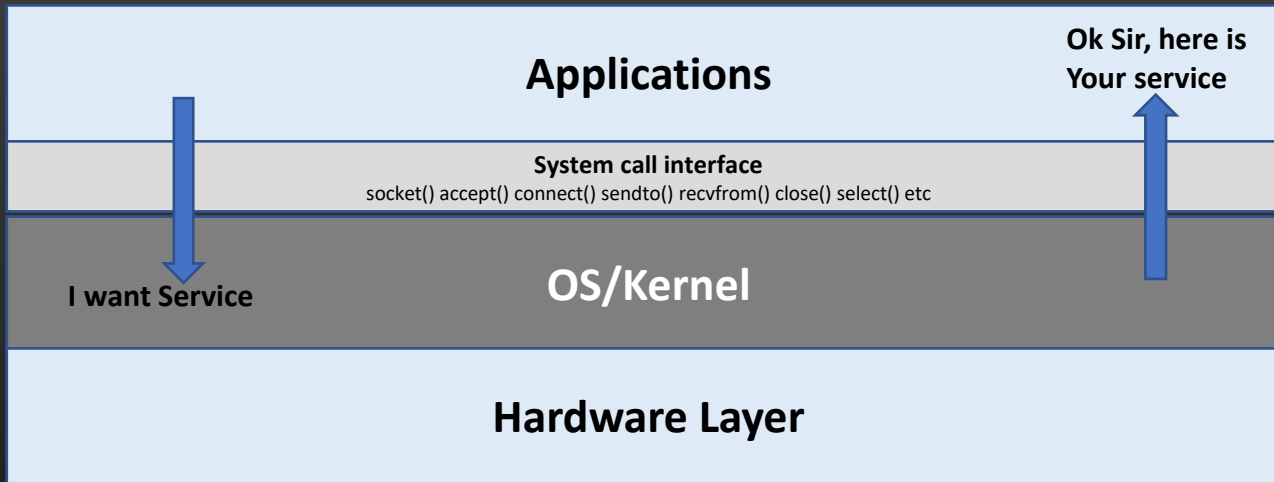 Applications
Ok Sir, here is
Your service
System call interface
socket() accept() connect() sendto() recvfrom() close() select() etc
I want Service
OS/Kernel
Hardware Layer